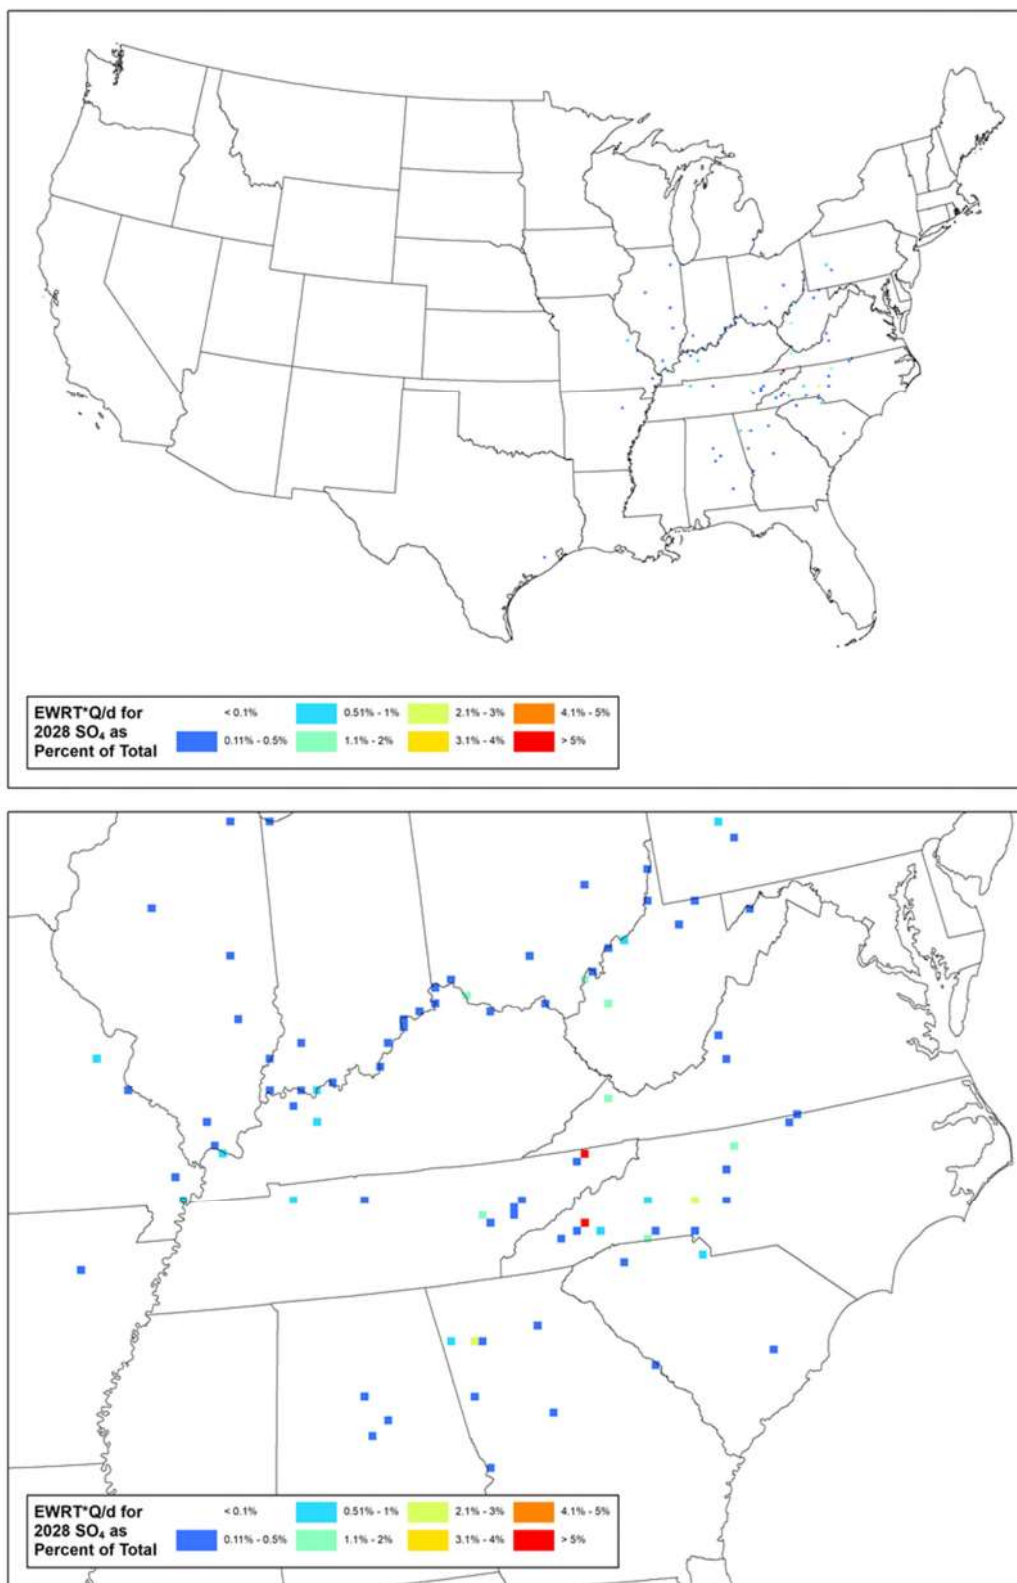 EWRT*Q/d for
2028 SO₄ as
Percent of Total
< 0.1% 0.51% - 1% 2.1% - 3% 4.1% - 5%
0.11% - 0.5% 1.1% - 2% 3.1% - 4% > 5%
EWRT*Q/d for
2028 SO₄ as
Percent of Total
< 0.1% 0.51% - 1% 2.1% - 3% 4.1% - 5%
0.11% - 0.5% 1.1% - 2% 3.1% - 4% > 5%